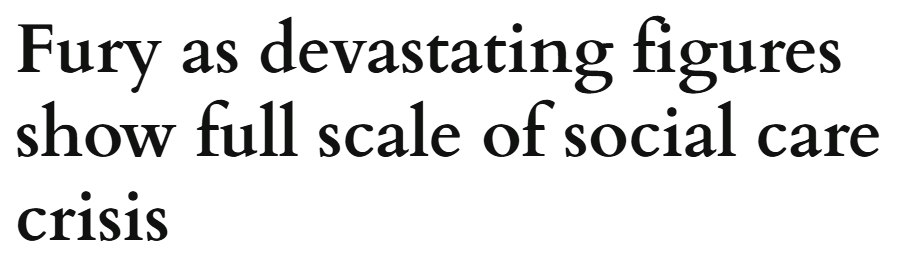 Fury as devastating figures
show full scale of social care
crisis